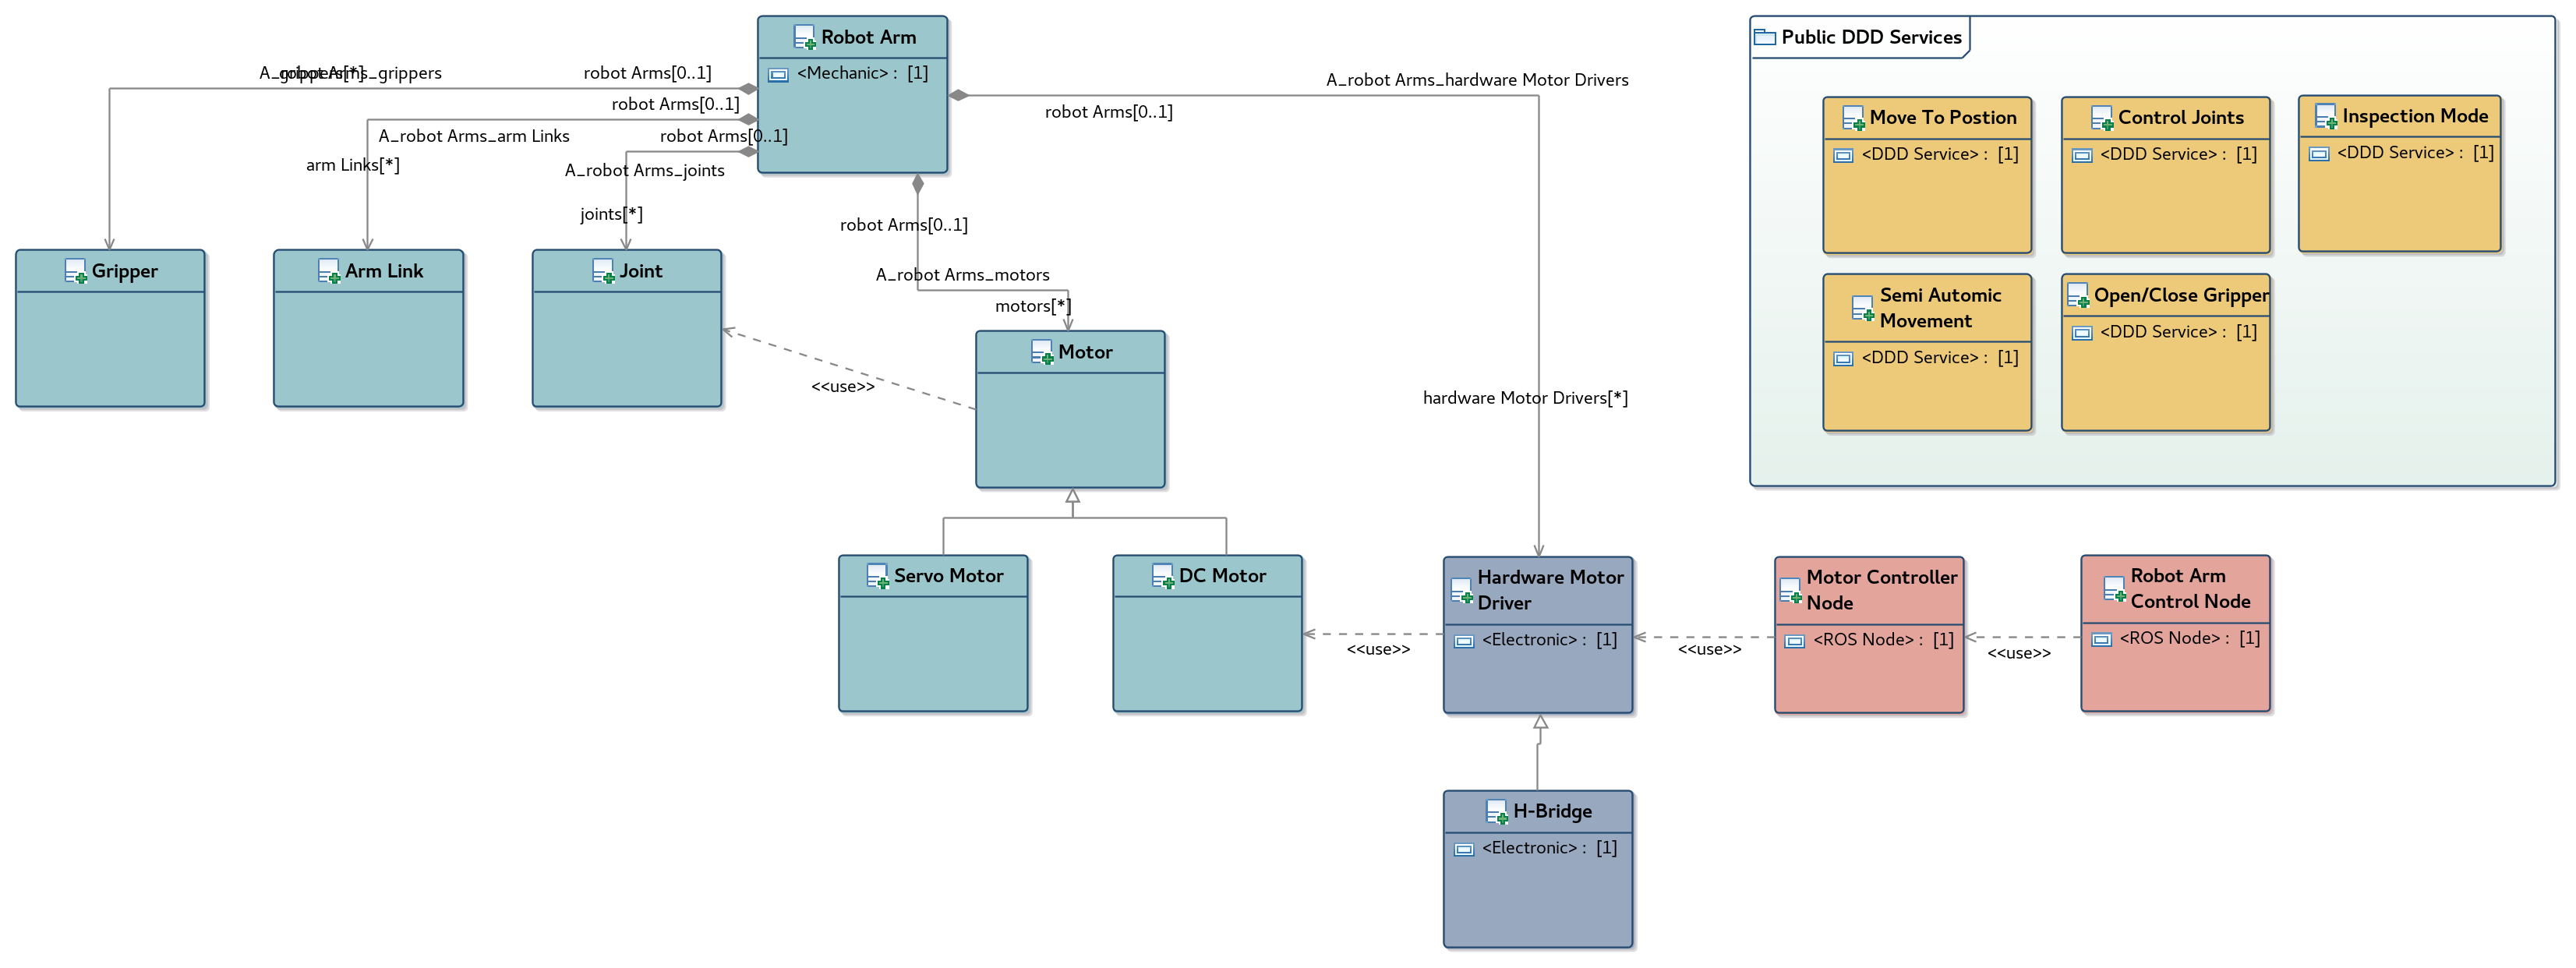 Robot Arm
<Mechanic> :  [1]
Public DDD Services
A_robot Arms_grippers
grippers[*]
robot Arms[0..1]
robot Arms[0..1]
A_robot Arms_arm Links
arm Links[*]
robot Arms[0..1]
A_robot Arms_joints
joints[*]
robot Arms[0..1]
A_robot Arms_motors
motors[*]
A_robot Arms_hardware Motor Drivers
robot Arms[0..1]
hardware Motor Drivers[*]
Move To Postion
<DDD Service> :  [1]
Control Joints
<DDD Service> :  [1]
Inspection Mode
<DDD Service> :  [1]
Semi Automic
Movement
<DDD Service> :  [1]
Open/Close Gripper
<DDD Service> :  [1]
Gripper
Arm Link
Joint
<<use>>
Motor
Servo Motor
DC Motor
<<use>>
Hardware Motor
Driver
<Electronic> :  [1]
<<use>>
Motor Controller
Node
<ROS Node> :  [1]
<<use>>
Robot Arm
Control Node
<ROS Node> :  [1]
H-Bridge
<Electronic> :  [1]